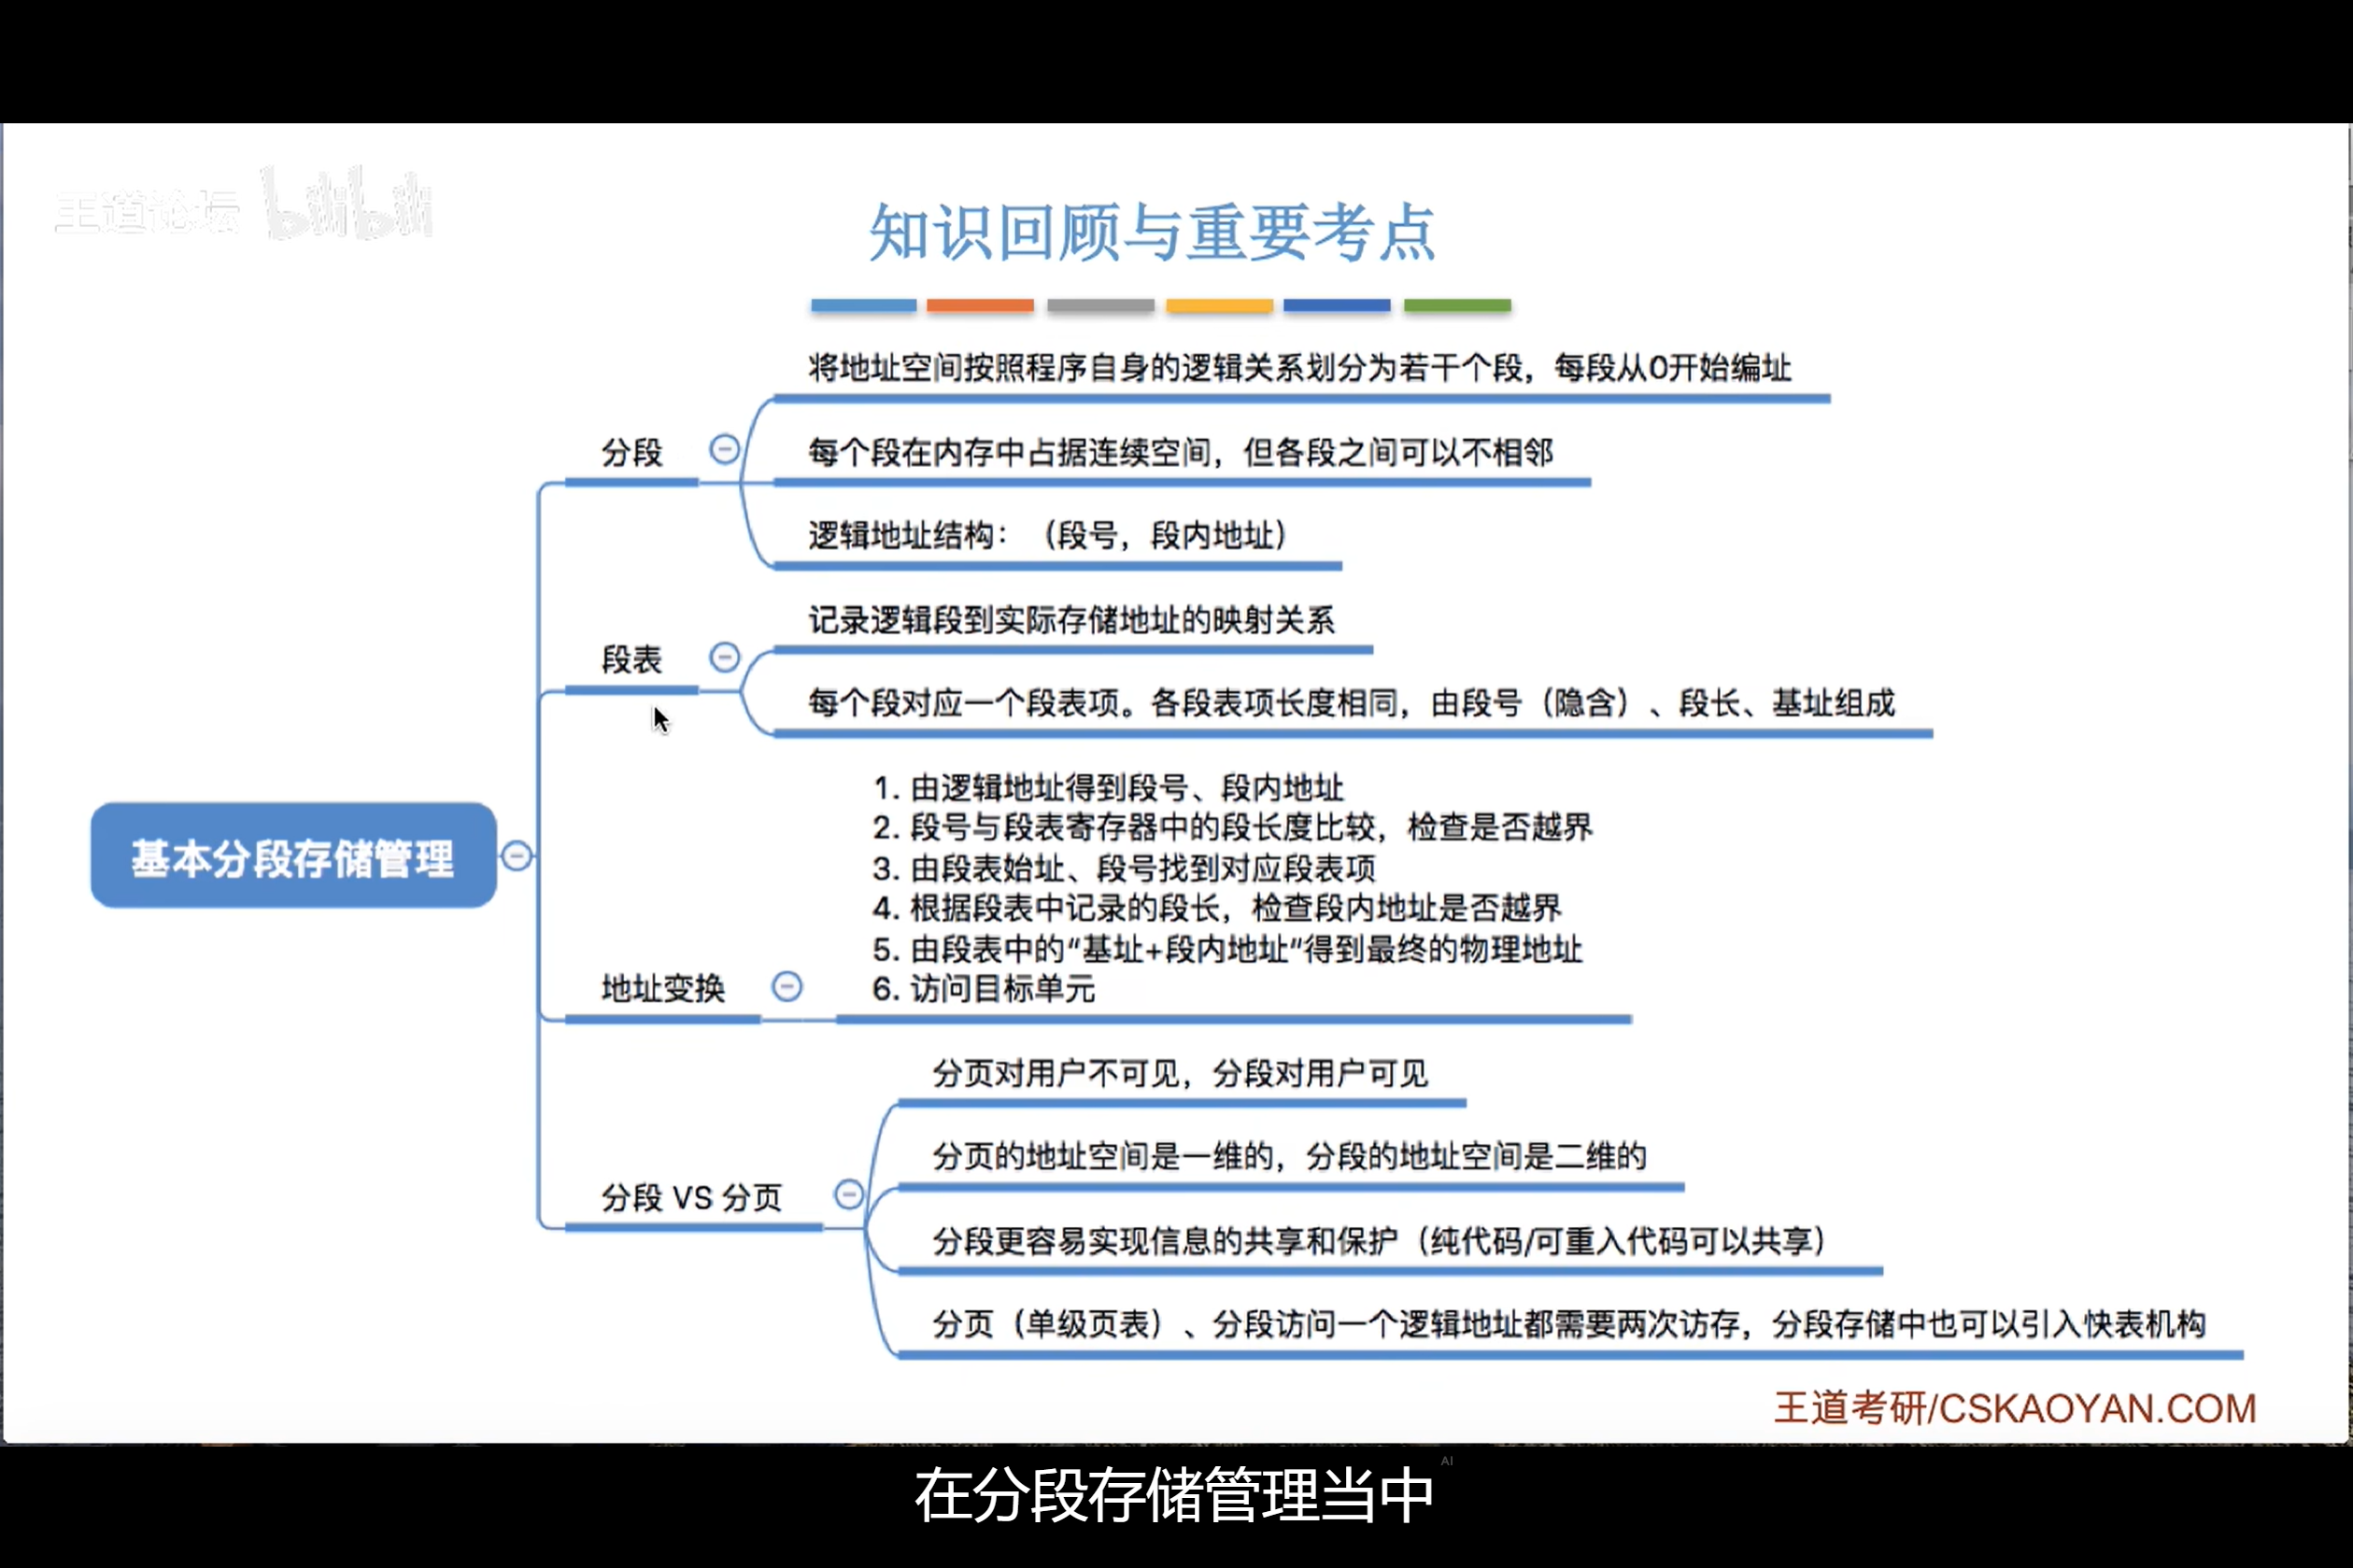 王道论坛 bilibili
知识回顾与重要考点
将地址空间按照程序自身的逻辑关系划分为若干个段，每段从0开始编址
分段
每个段在内存中占据连续空间，但各段之间可以不相邻
逻辑地址结构：（段号，段内地址）
记录逻辑段到实际存储地址的映射关系
段表
每个段对应一个段表项。各段表项长度相同，由段号（隐含）、段长、基址组成
基本分段存储管理
1. 由逻辑地址得到段号、段内地址
2. 段号与段表寄存器中的段长度比较，检查是否越界
3. 由段表始址、段号找到对应段表项
4. 根据段表中记录的段长，检查段内地址是否越界
5. 由段表中的“基址+段内地址”得到最终的物理地址
6. 访问目标单元
地址变换
分页对用户不可见，分段对用户可见
分页的地址空间是一维的，分段的地址空间是二维的
分段 VS 分页
分段更容易实现信息的共享和保护（纯代码/可重入代码可以共享）
分页（单级页表）、分段访问一个逻辑地址都需要两次访存，分段存储中也可以引入快表机构
王道考研/CSKAOYAN.COM
在分段存储管理当中
AI